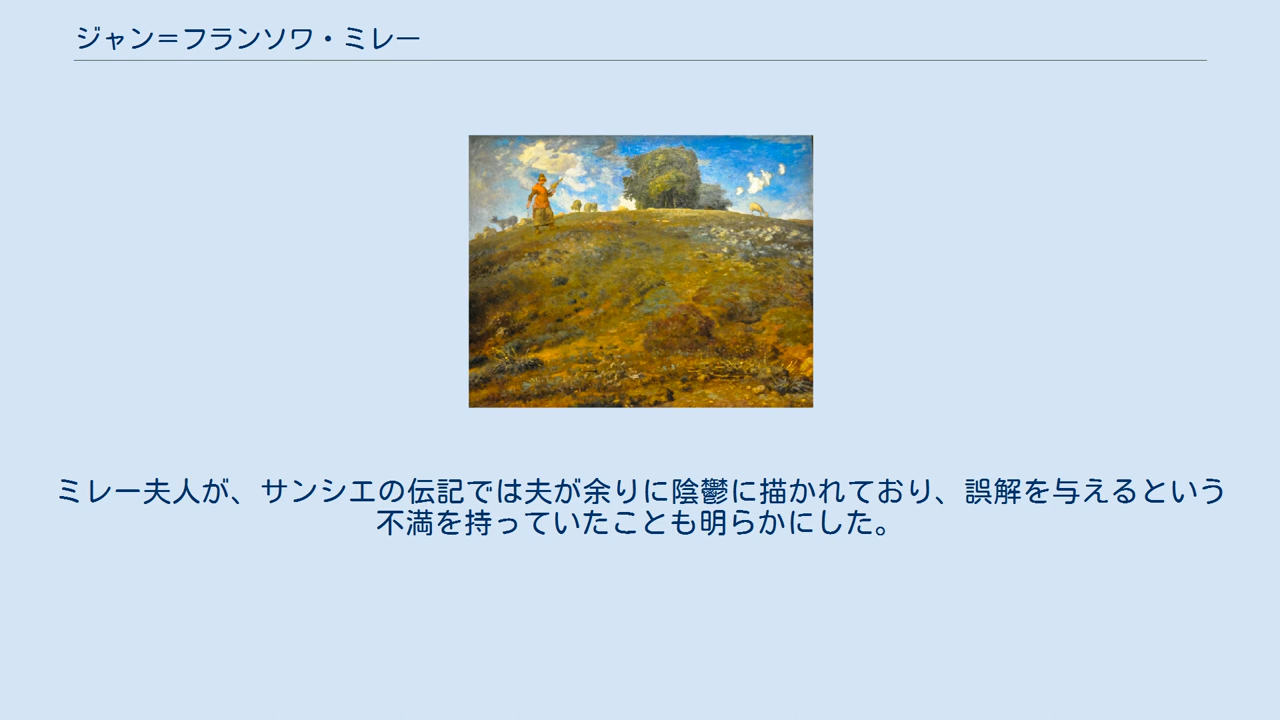 ジャン＝フランソワ・ミレー
ミレー夫人が、サンシエの伝記では夫が余りに陰鬱に描かれており、誤解を与えるという
不満を持っていたことも明らかにした。